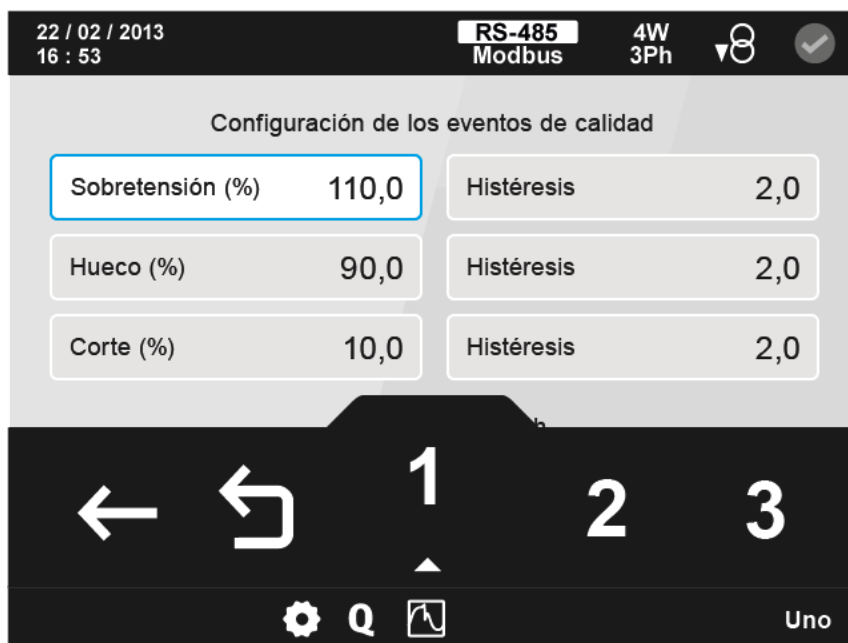 22 / 02 / 2013
16 : 53
RS-485
Modbus
4W
3Ph
Configuración de los eventos de calidad
Sobretensión (%) 110,0
Histéresis 2,0
Hueco (%) 90,0
Histéresis 2,0
Corte (%) 10,0
Histéresis 2,0
1 2 3
Q
Uno